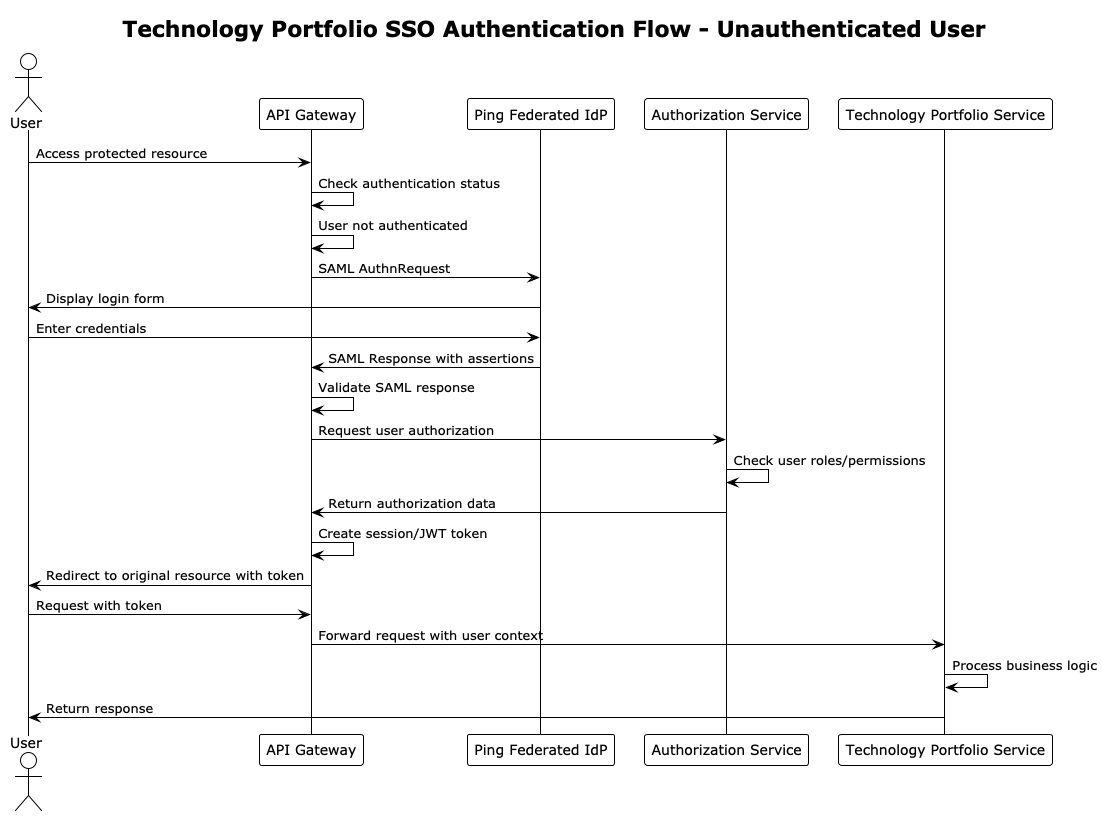 Technology Portfolio SSO Authentication Flow - Unauthenticated User
User
API Gateway
Ping Federated IdP
Authorization Service
Technology Portfolio Service
Access protected resource
Check authentication status
User not authenticated
SAML AuthnRequest
Display login form
Enter credentials
SAML Response with assertions
Validate SAML response
Request user authorization
Check user roles/permissions
Return authorization data
Create session/JWT token
Redirect to original resource with token
Request with token
Forward request with user context
Process business logic
Return response
User
API Gateway
Ping Federated IdP
Authorization Service
Technology Portfolio Service